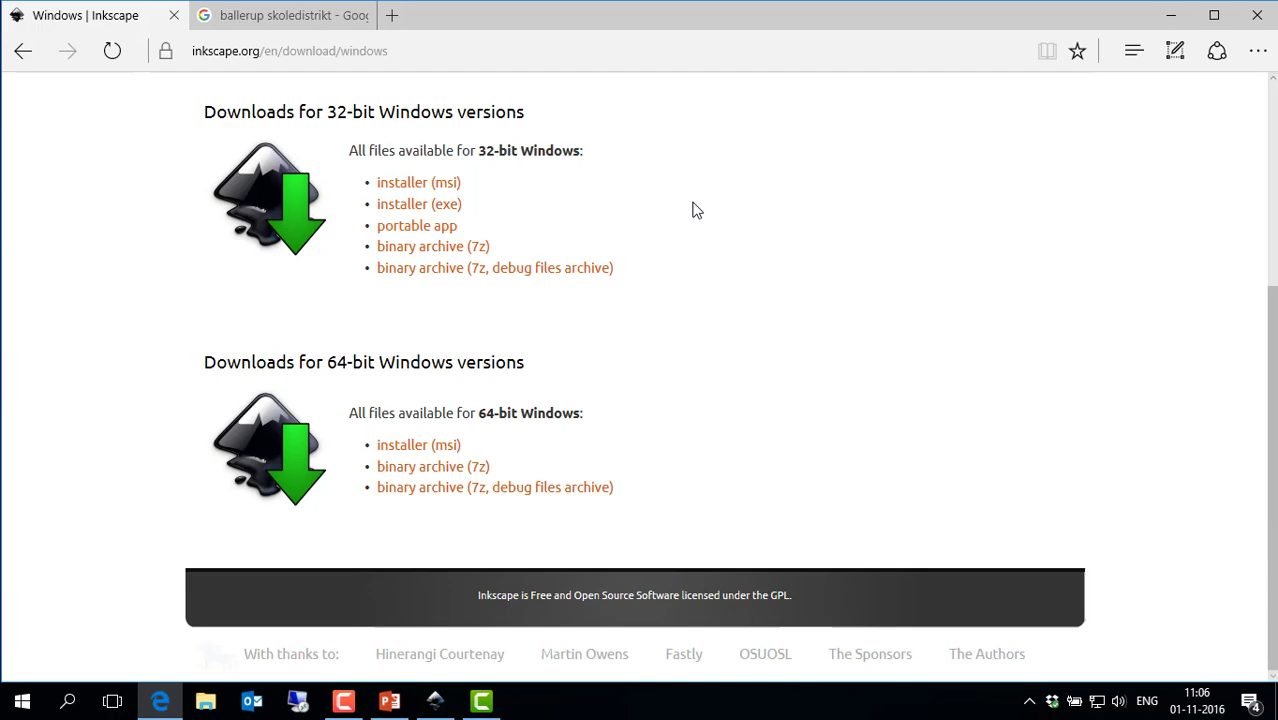 Windows | Inkscape
ballerup skoledistrikt - Goog
inkscape.org/en/download/windows
Downloads for 32-bit Windows versions
All files available for 32-bit Windows:
• installer (msi)
• installer (exe)
• portable app
• binary archive (7z)
• binary archive (7z, debug files archive)
Downloads for 64-bit Windows versions
All files available for 64-bit Windows:
• installer (msi)
• binary archive (7z)
• binary archive (7z, debug files archive)
Inkscape is Free and Open Source Software licensed under the GPL.
With thanks to: Hinerangi Courtenay Martin Owens Fastly OSUOSL The Sponsors The Authors
ENG
11:06
01-11-2016
4